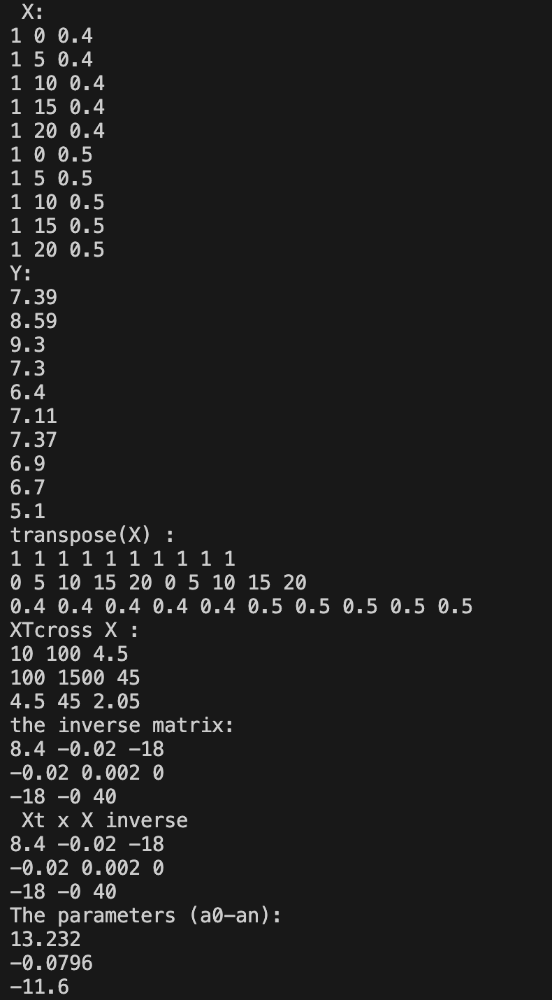 X:
1 0 0.4
1 5 0.4
1 10 0.4
1 15 0.4
1 20 0.4
1 0 0.5
1 5 0.5
1 10 0.5
1 15 0.5
1 20 0.5
Y:
7.39
8.59
9.3
7.3
6.4
7.11
7.37
6.9
6.7
5.1
transpose(X) :
1 1 1 1 1 1 1 1 1 1
0 5 10 15 20 0 5 10 15 20
0.4 0.4 0.4 0.4 0.4 0.5 0.5 0.5 0.5 0.5
XTcross X :
10 100 4.5
100 1500 45
4.5 45 2.05
the inverse matrix:
8.4 -0.02 -18
-0.02 0.002 0
-18 -0 40
Xt x X inverse
8.4 -0.02 -18
-0.02 0.002 0
-18 -0 40
The parameters (a0-an):
13.232
-0.0796
-11.6